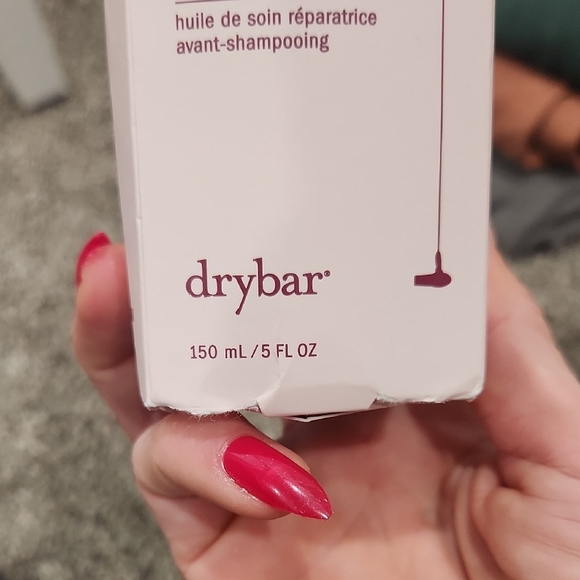 huile de soin réparatrice
avant-shampooing
drybar®
150 mL/5 FL OZ